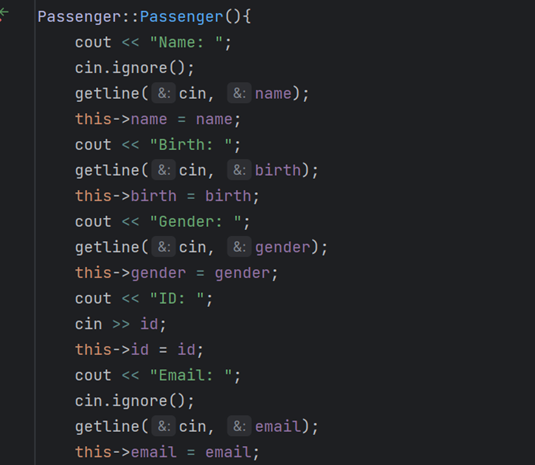 Passenger::Passenger(){
    cout << "Name: ";
    cin.ignore();
    getline( &: cin, &: name);
    this->name = name;
    cout << "Birth: ";
    getline( &: cin, &: birth);
    this->birth = birth;
    cout << "Gender: ";
    getline( &: cin, &: gender);
    this->gender = gender;
    cout << "ID: ";
    cin >> id;
    this->id = id;
    cout << "Email: ";
    cin.ignore();
    getline( &: cin, &: email);
    this->email = email;